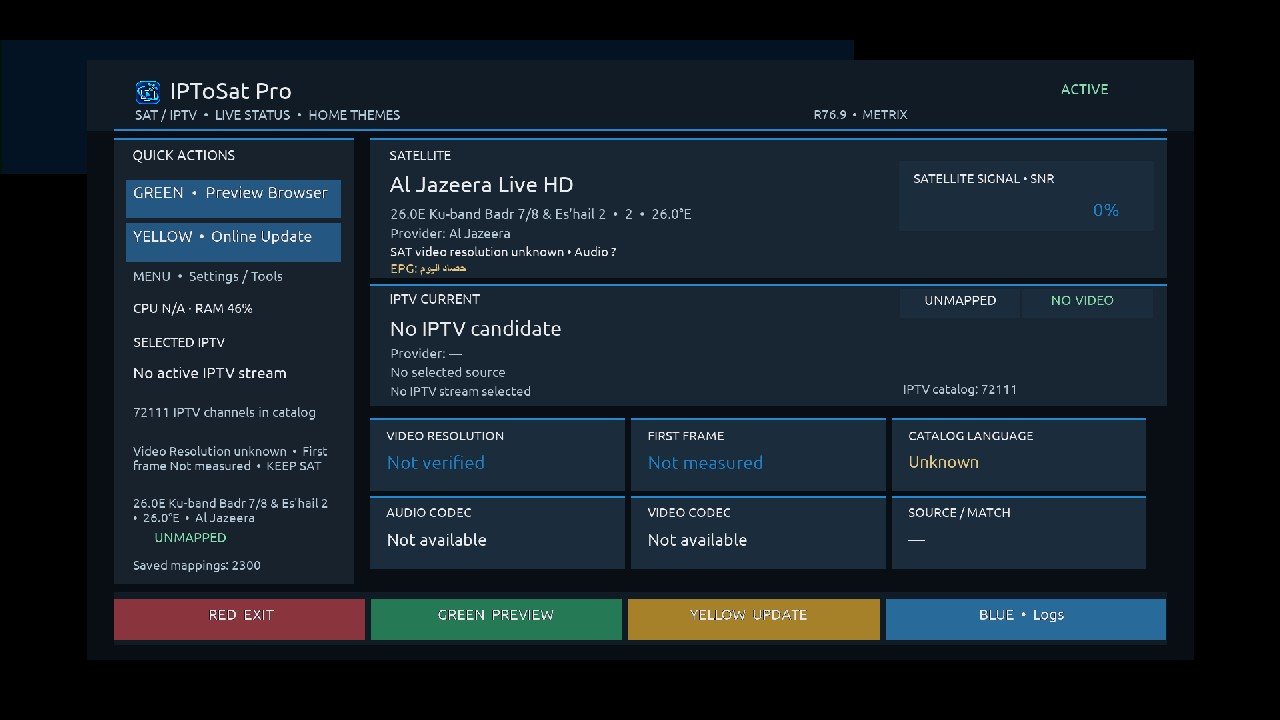 IPToSat Pro
SAT / IPTV • LIVE STATUS • HOME THEMES
R76.9 • METRIX
ACTIVE
QUICK ACTIONS
GREEN • Preview Browser
YELLOW • Online Update
MENU • Settings / Tools
CPU N/A · RAM 46%
SELECTED IPTV
No active IPTV stream
72111 IPTV channels in catalog
Video Resolution unknown • First
frame Not measured • KEEP SAT
26.0E Ku-band Badr 7/8 & Es'hail 2
• 26.0°E • Al Jazeera
UNMAPPED
Saved mappings: 2300
SATELLITE
Al Jazeera Live HD
26.0E Ku-band Badr 7/8 & Es'hail 2 • 2 • 26.0°E
Provider: Al Jazeera
SAT video resolution unknown • Audio ?
EPG: حصاد اليوم
SATELLITE SIGNAL • SNR
0%
IPTV CURRENT
No IPTV candidate
Provider: —
No selected source
No IPTV stream selected
UNMAPPED
NO VIDEO
IPTV catalog: 72111
VIDEO RESOLUTION
Not verified
FIRST FRAME
Not measured
CATALOG LANGUAGE
Unknown
AUDIO CODEC
Not available
VIDEO CODEC
Not available
SOURCE / MATCH
—
RED EXIT
GREEN PREVIEW
YELLOW UPDATE
BLUE • Logs